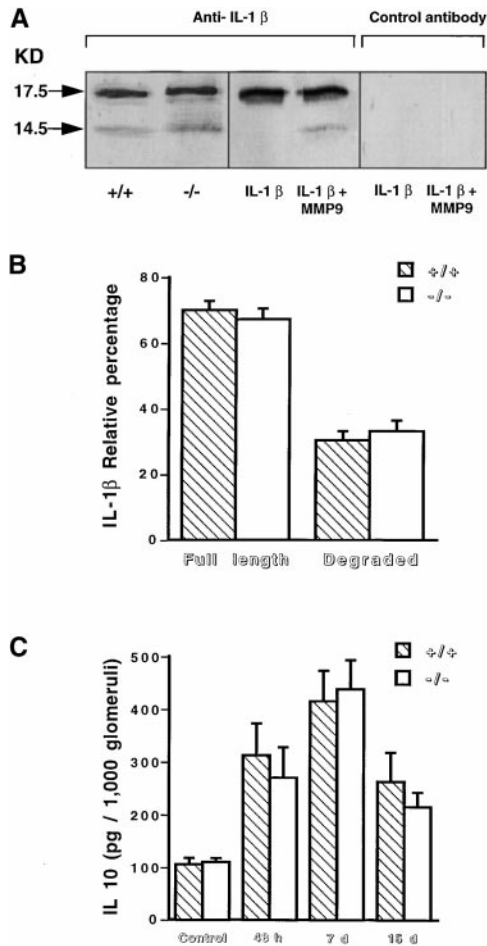 A
Anti- IL-1 β
Control antibody
KD
17.5
14.5
+/+
-/-
IL-1 β
IL-1 β + MMP9
IL-1 β
IL-1 β + MMP9
B
+/+
-/-
IL-1β Relative percentage
80
60
40
20
0
Full length
Degraded
C
+/+
-/-
IL 10 (pg / 1,000 glomeruli)
500
400
300
200
100
0
Control
48 h
7 d
15 d